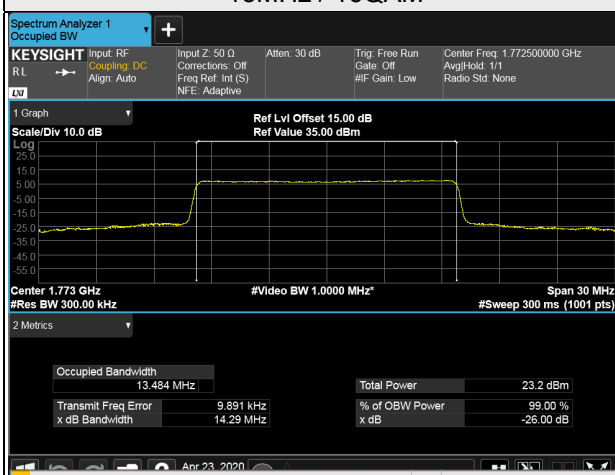 Spectrum Analyzer 1
Occupied BW
KEYSIGHT Input: RF Input Z: 50 Ω Atten: 30 dB Trig: Free Run Center Freq: 1.772500000 GHz
RL Coupling: DC Corrections: Off Gate: Off Avg|Hold: 1/1
Align: Auto Freq Ref: Int (S) #IF Gain: Low Radio Std: None
LXI NFE: Adaptive
1 Graph Ref Lvl Offset 15.00 dB
Scale/Div 10.0 dB Ref Value 35.00 dBm
Log
25.0
15.0
5.00
-5.00
-15.0
-25.0
-35.0
-45.0
-55.0
Center 1.773 GHz #Video BW 1.0000 MHz* Span 30 MHz
#Res BW 300.00 kHz #Sweep 300 ms (1001 pts)
2 Metrics
Occupied Bandwidth
13.484 MHz Total Power 23.2 dBm
Transmit Freq Error 9.891 kHz % of OBW Power 99.00 %
x dB Bandwidth 14.29 MHz x dB -26.00 dB
Apr 23, 2020